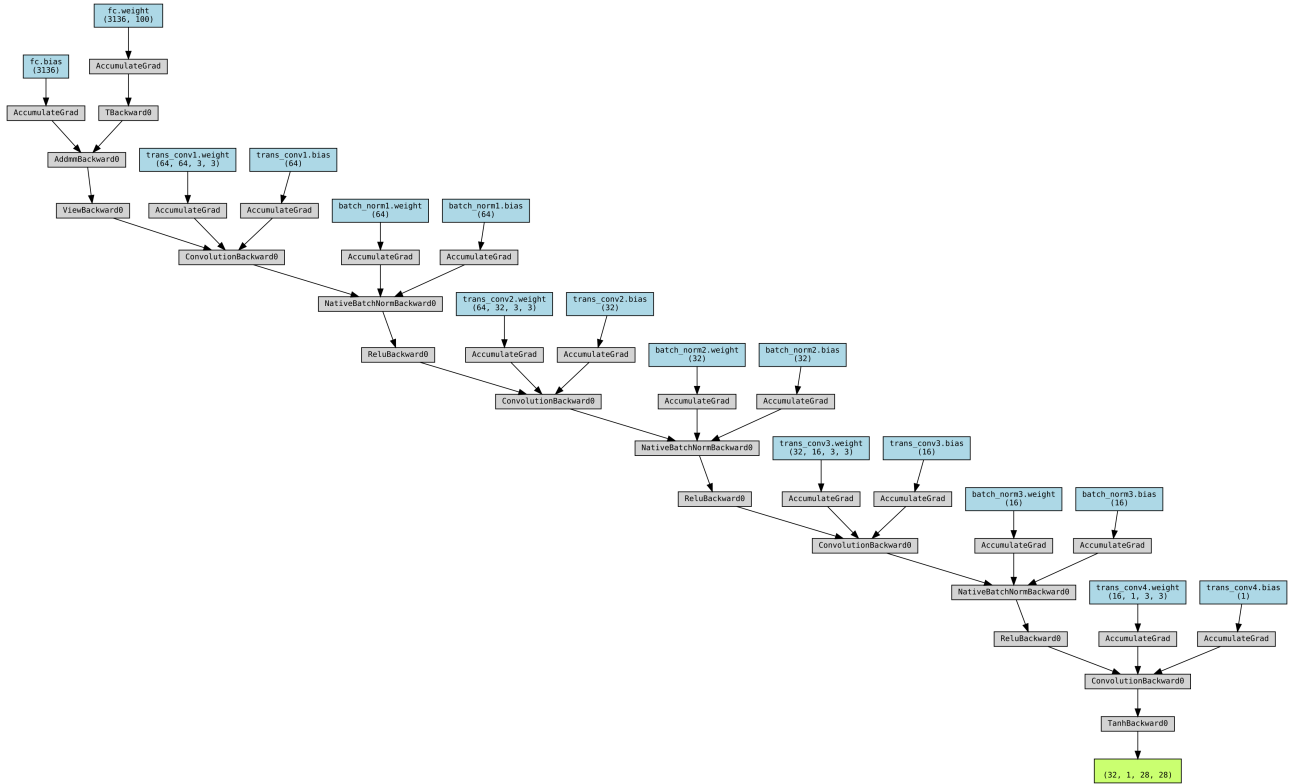 fc.weight
(3136, 100)
fc.bias
(3136)
AccumulateGrad
AccumulateGrad
TBackward0
AddmmBackward0
trans_conv1.weight
(64, 64, 3, 3)
trans_conv1.bias
(64)
ViewBackward0
AccumulateGrad
AccumulateGrad
batch_norm1.weight
(64)
batch_norm1.bias
(64)
ConvolutionBackward0
AccumulateGrad
AccumulateGrad
NativeBatchNormBackward0
trans_conv2.weight
(64, 32, 3, 3)
trans_conv2.bias
(32)
ReluBackward0
AccumulateGrad
AccumulateGrad
batch_norm2.weight
(32)
batch_norm2.bias
(32)
ConvolutionBackward0
AccumulateGrad
AccumulateGrad
NativeBatchNormBackward0
trans_conv3.weight
(32, 16, 3, 3)
trans_conv3.bias
(16)
ReluBackward0
AccumulateGrad
AccumulateGrad
batch_norm3.weight
(16)
batch_norm3.bias
(16)
ConvolutionBackward0
AccumulateGrad
AccumulateGrad
NativeBatchNormBackward0
trans_conv4.weight
(16, 1, 3, 3)
trans_conv4.bias
(1)
ReluBackward0
AccumulateGrad
AccumulateGrad
ConvolutionBackward0
TanhBackward0
(32, 1, 28, 28)